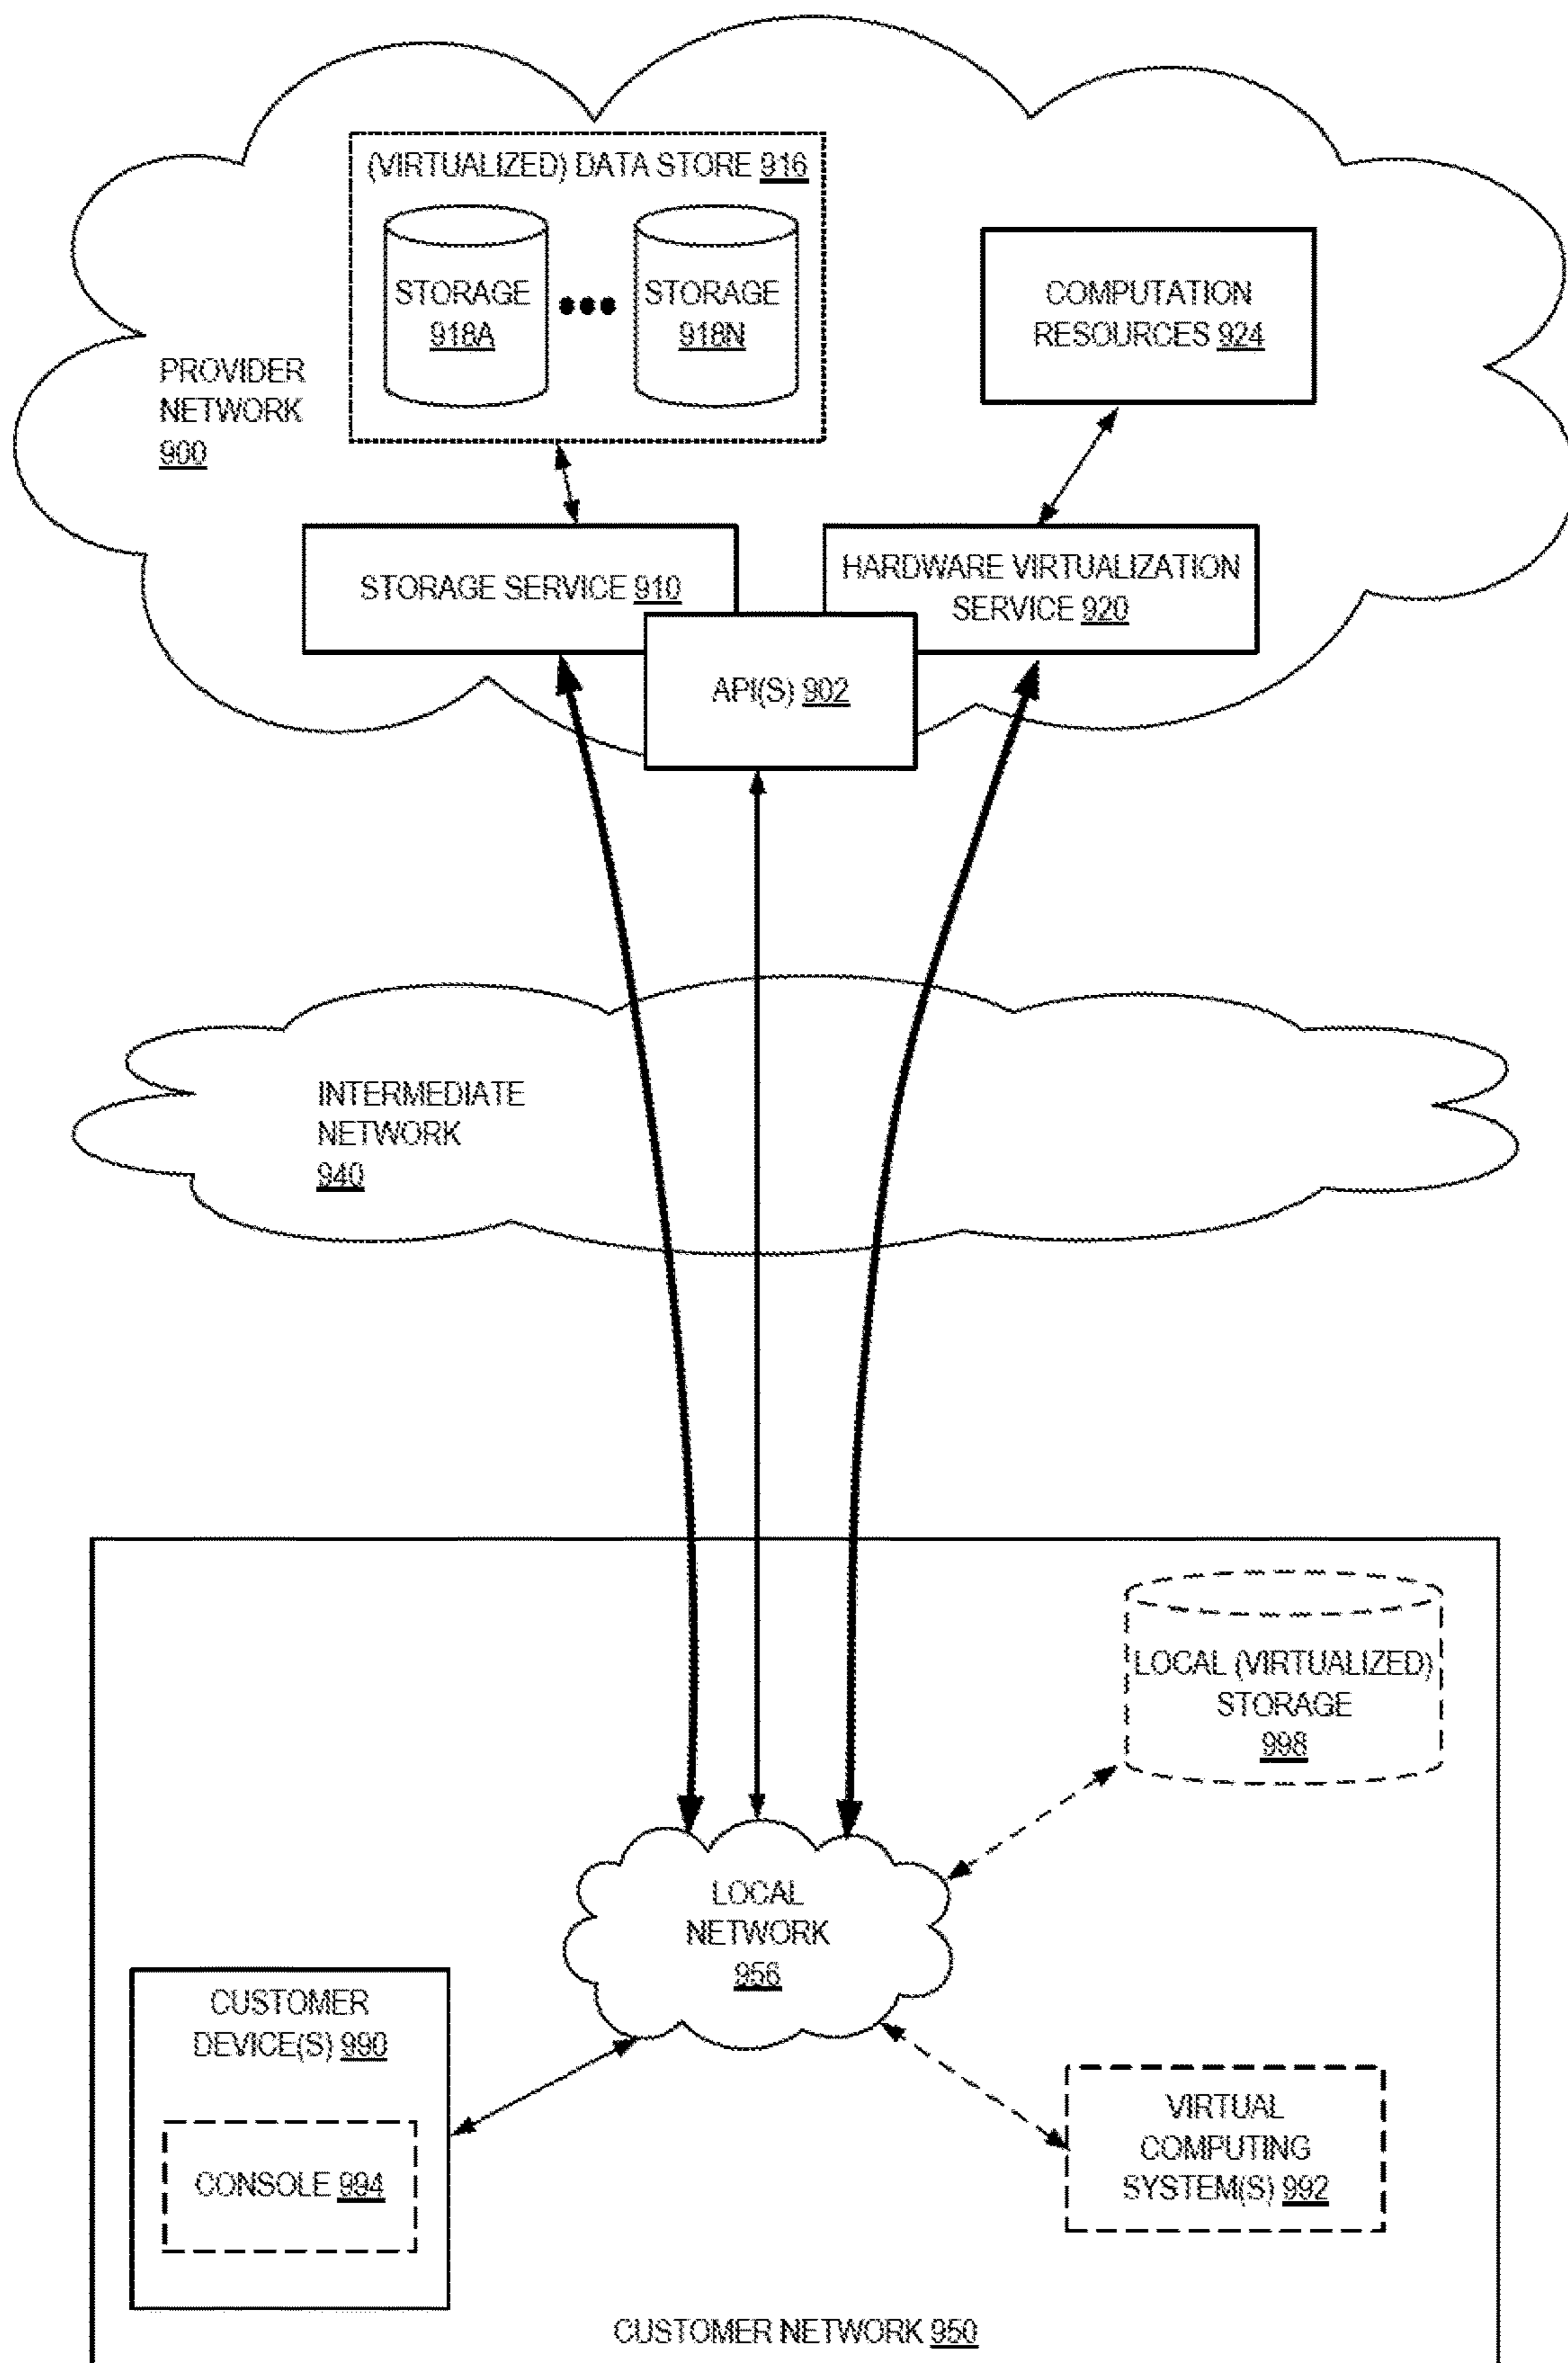 (VIRTUALIZED) DATA STORE 916
STORAGE
918A
STORAGE
918N
COMPUTATION
RESOURCES 924
PROVIDER
NETWORK
900
STORAGE SERVICE 910
HARDWARE VIRTUALIZATION
SERVICE 920
API(S) 902
INTERMEDIATE
NETWORK
940
LOCAL (VIRTUALIZED)
STORAGE
998
LOCAL
NETWORK
956
CUSTOMER
DEVICE(S) 990
CONSOLE 994
VIRTUAL
COMPUTING
SYSTEM(S) 992
CUSTOMER NETWORK 950